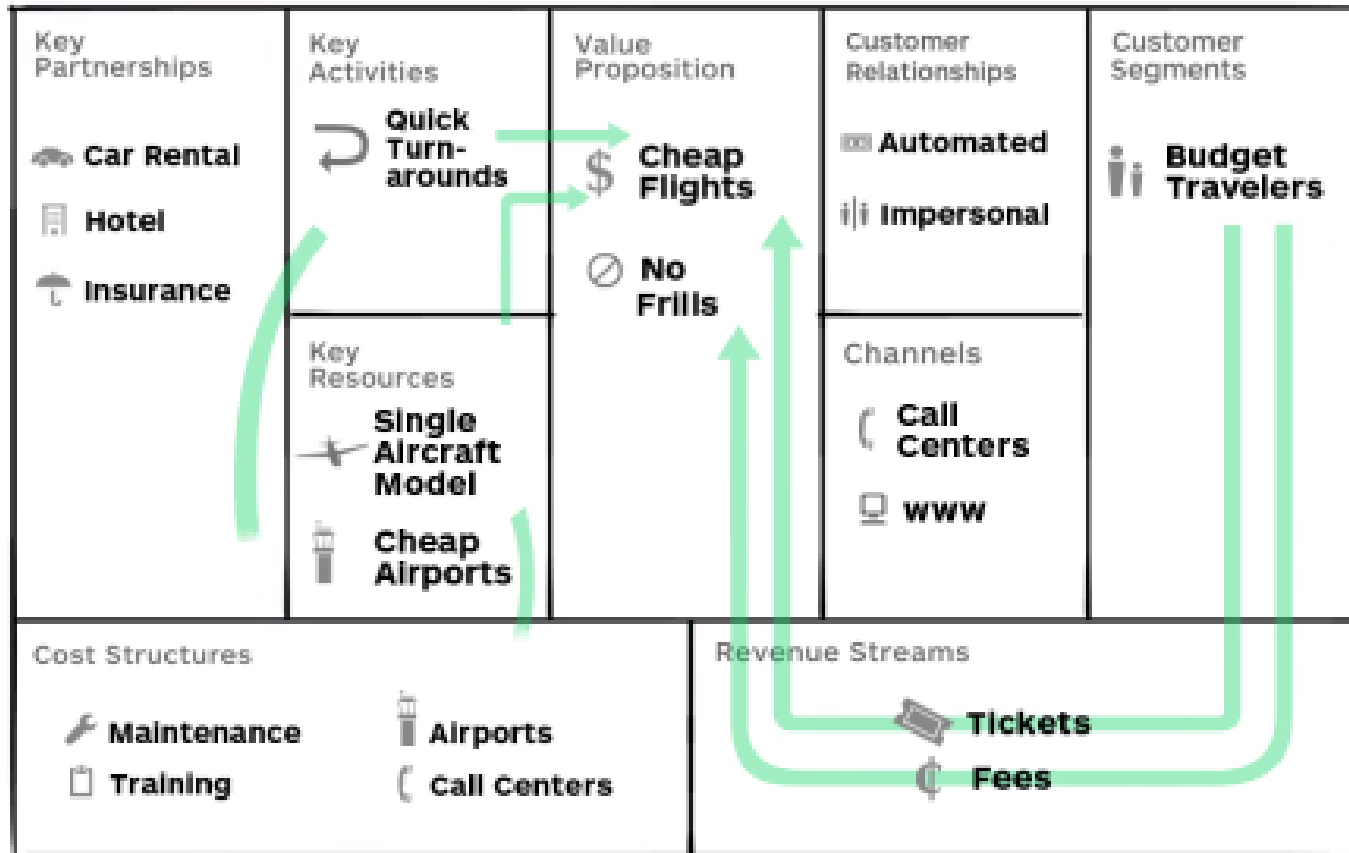 Key
Partnerships
Car Rental
Hotel
Insurance
Key
Activities
Quick
Turn-
arounds
Key
Resources
Single
Aircraft
Model
Cheap
Airports
Value
Proposition
$ Cheap
Flights
No
Frills
Customer
Relationships
Automated
Impersonal
Channels
Call
Centers
www
Customer
Segments
Budget
Travelers
Cost Structures
Maintenance
Training
Airports
Call Centers
Revenue Streams
Tickets
¢ Fees